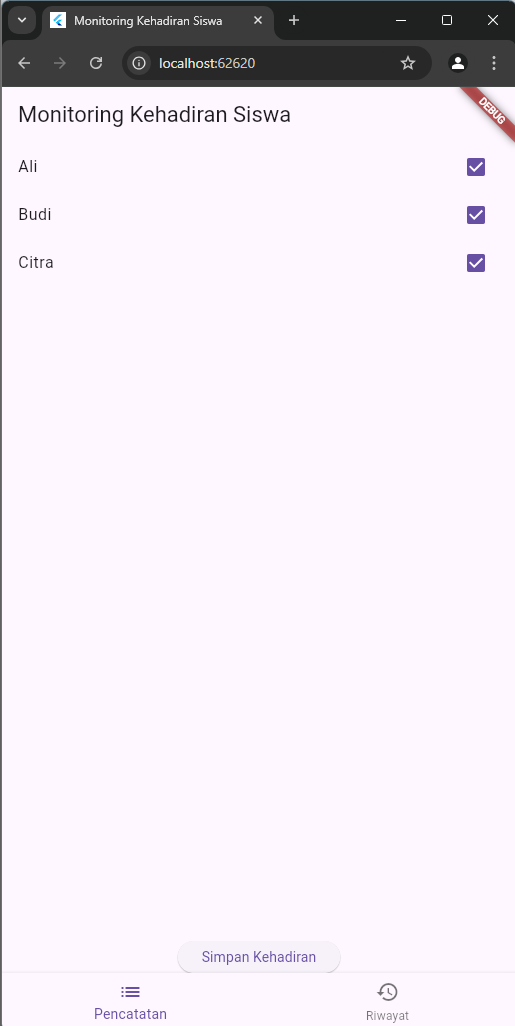 Monitoring Kehadiran Siswa
localhost:62620
Monitoring Kehadiran Siswa
DEBUG
Ali
Budi
Citra
Simpan Kehadiran
Pencatatan
Riwayat